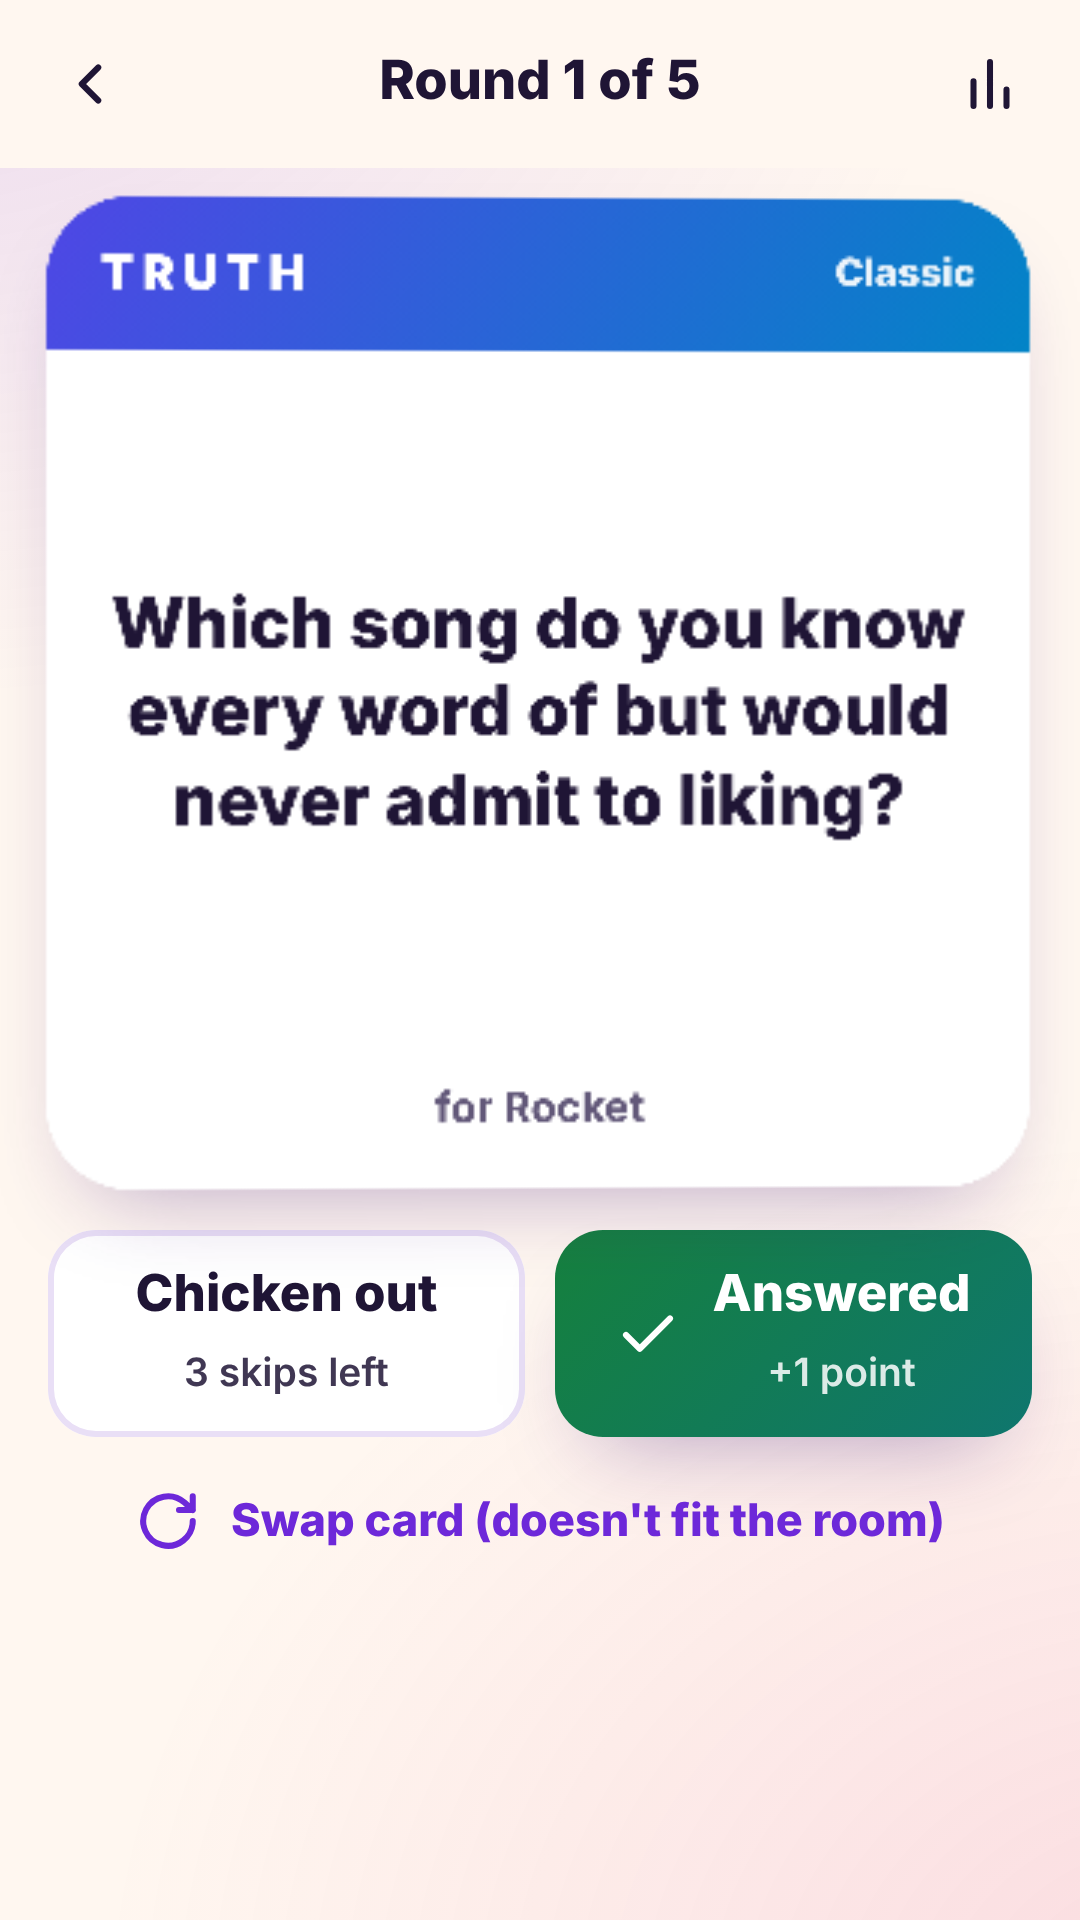 Round 1 of 5
TRUTH
Classic
Which song do you know
every word of but would
never admit to liking?
for Rocket
Chicken out
3 skips left
Answered
+1 point
Swap card (doesn't fit the room)